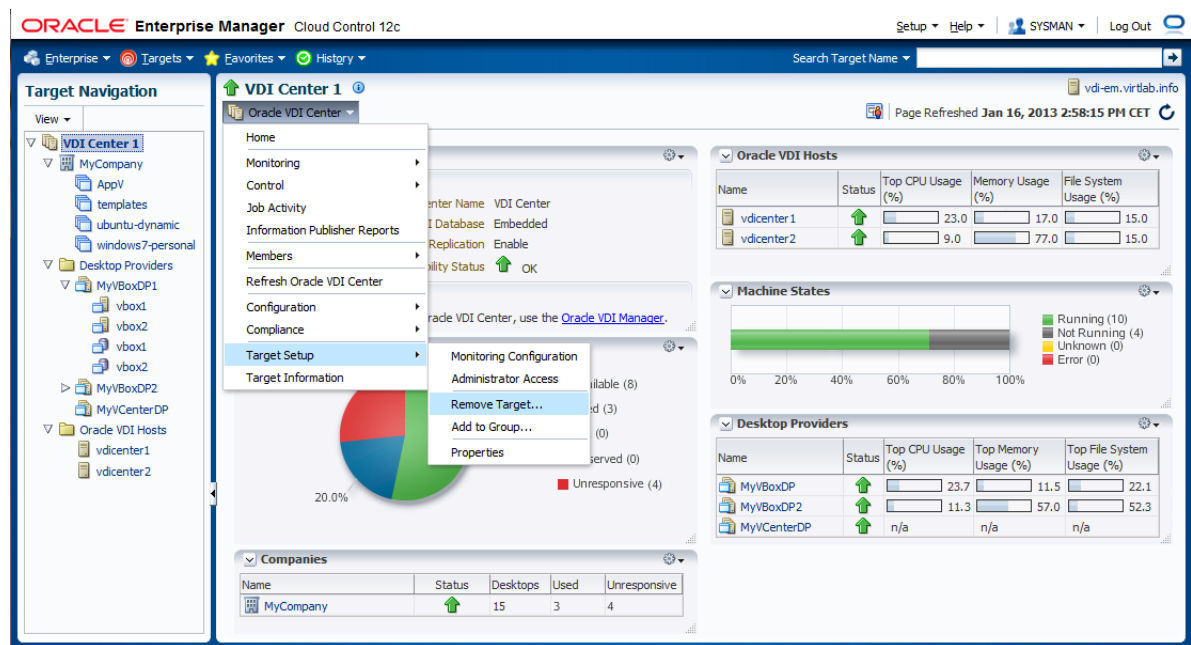 ORACLE Enterprise Manager Cloud Control 12c
Setup Help SYSMAN Log Out
Enterprise Targets Favorites History
Search Target Name
Target Navigation
View
VDI Center 1
MyCompany
AppV
templates
ubuntu-dynamic
windows7-personal
Desktop Providers
MyVBoxDP1
vbox1
vbox2
vbox1
vbox2
MyVBoxDP2
MyVCenterDP
Oracle VDI Hosts
vdicenter1
vdicenter2
VDI Center 1
vdi-em.virtlab.info
Oracle VDI Center
Page Refreshed Jan 16, 2013 2:58:15 PM CET
Home
Monitoring
Control
Job Activity
Information Publisher Reports
Members
Refresh Oracle VDI Center
Configuration
Compliance
Target Setup
Target Information
Monitoring Configuration
Administrator Access
Remove Target...
Add to Group...
Properties
Name VDI Center
Database Embedded
Replication Enable
Status OK
VDI Center, use the Oracle VDI Manager.
(8)
(3)
(0)
(0)
Unresponsive (4)
20.0%
Companies
Name Status Desktops Used Unresponsive
MyCompany 15 3 4
Oracle VDI Hosts
Name Status Top CPU Usage (%) Memory Usage (%) File System Usage (%)
vdicenter1 23.0 17.0 15.0
vdicenter2 9.0 77.0 15.0
Machine States
Running (10)
Not Running (4)
Unknown (0)
Error (0)
0% 20% 40% 60% 80% 100%
Desktop Providers
Name Status Top CPU Usage (%) Top Memory Usage (%) Top File System Usage (%)
MyVBoxDP 23.7 11.5 22.1
MyVBoxDP2 11.3 57.0 52.3
MyVCenterDP n/a n/a n/a